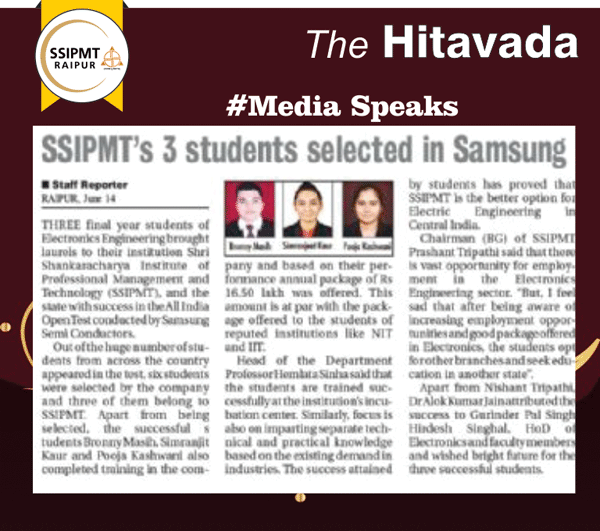 SSIPMT
RAIPUR
The Hitavada
#Media Speaks
SSIPMT's 3 students selected in Samsung
■ Staff Reporter
RAIPUR, June 14
THREE final year students of
Electronics Engineering brought
laurels to their institution Shri
Shankaracharya Institute of
Professional Management and
Technology (SSIPMT), and the
state with success in the All India
Open Test conducted by Samsung
Semi Conductors.
Out of the huge number of stu-
dents from across the country
appeared in the test, six students
were selected by the company
and three of them belong to
SSIPMT. Apart from being
selected, the successful s
tudents Bronny Masih, Simraajit
Kaur and Pooja Kashwani also
completed training in the com-
Bronny Masih, Simranjeet Kaur Pooja Kashwani
pany and based on their per-
formance annual package of Rs
16.50 lakh was offered. This
amount is at par with the pack-
age offered to the students of
reputed institutions like NIT
and IIT.
Head of the Department
Professor Hemlata Sinha said that
the students are trained suc-
cessfully at the institution's incu-
bation center. Similarly, focus is
also on imparting separate tech-
nical and practical knowledge
based on the existing demand in
industries. The success attained
by students has proved that
SSIPMT is the better option for
Electric Engineering in
Central India.
Chairman (BG) of SSIPMT
Prashant Tripathi said that there
is vast opportunity for employ-
ment in the Electronics
Engineering sector. "But, I feel
sad that after being aware of
increasing employment oppor-
tunities and good package offered
in Electronics, the students opt
for other branches and seek edu-
cation in another state".
Apart from Nishant Tripathi,
Dr Alok Kumar Jain attributed the
success to Gurinder Pal Singh
Hindesh Singhal, HoD of
Electronics and faculty members
and wished bright future for the
three successful students.